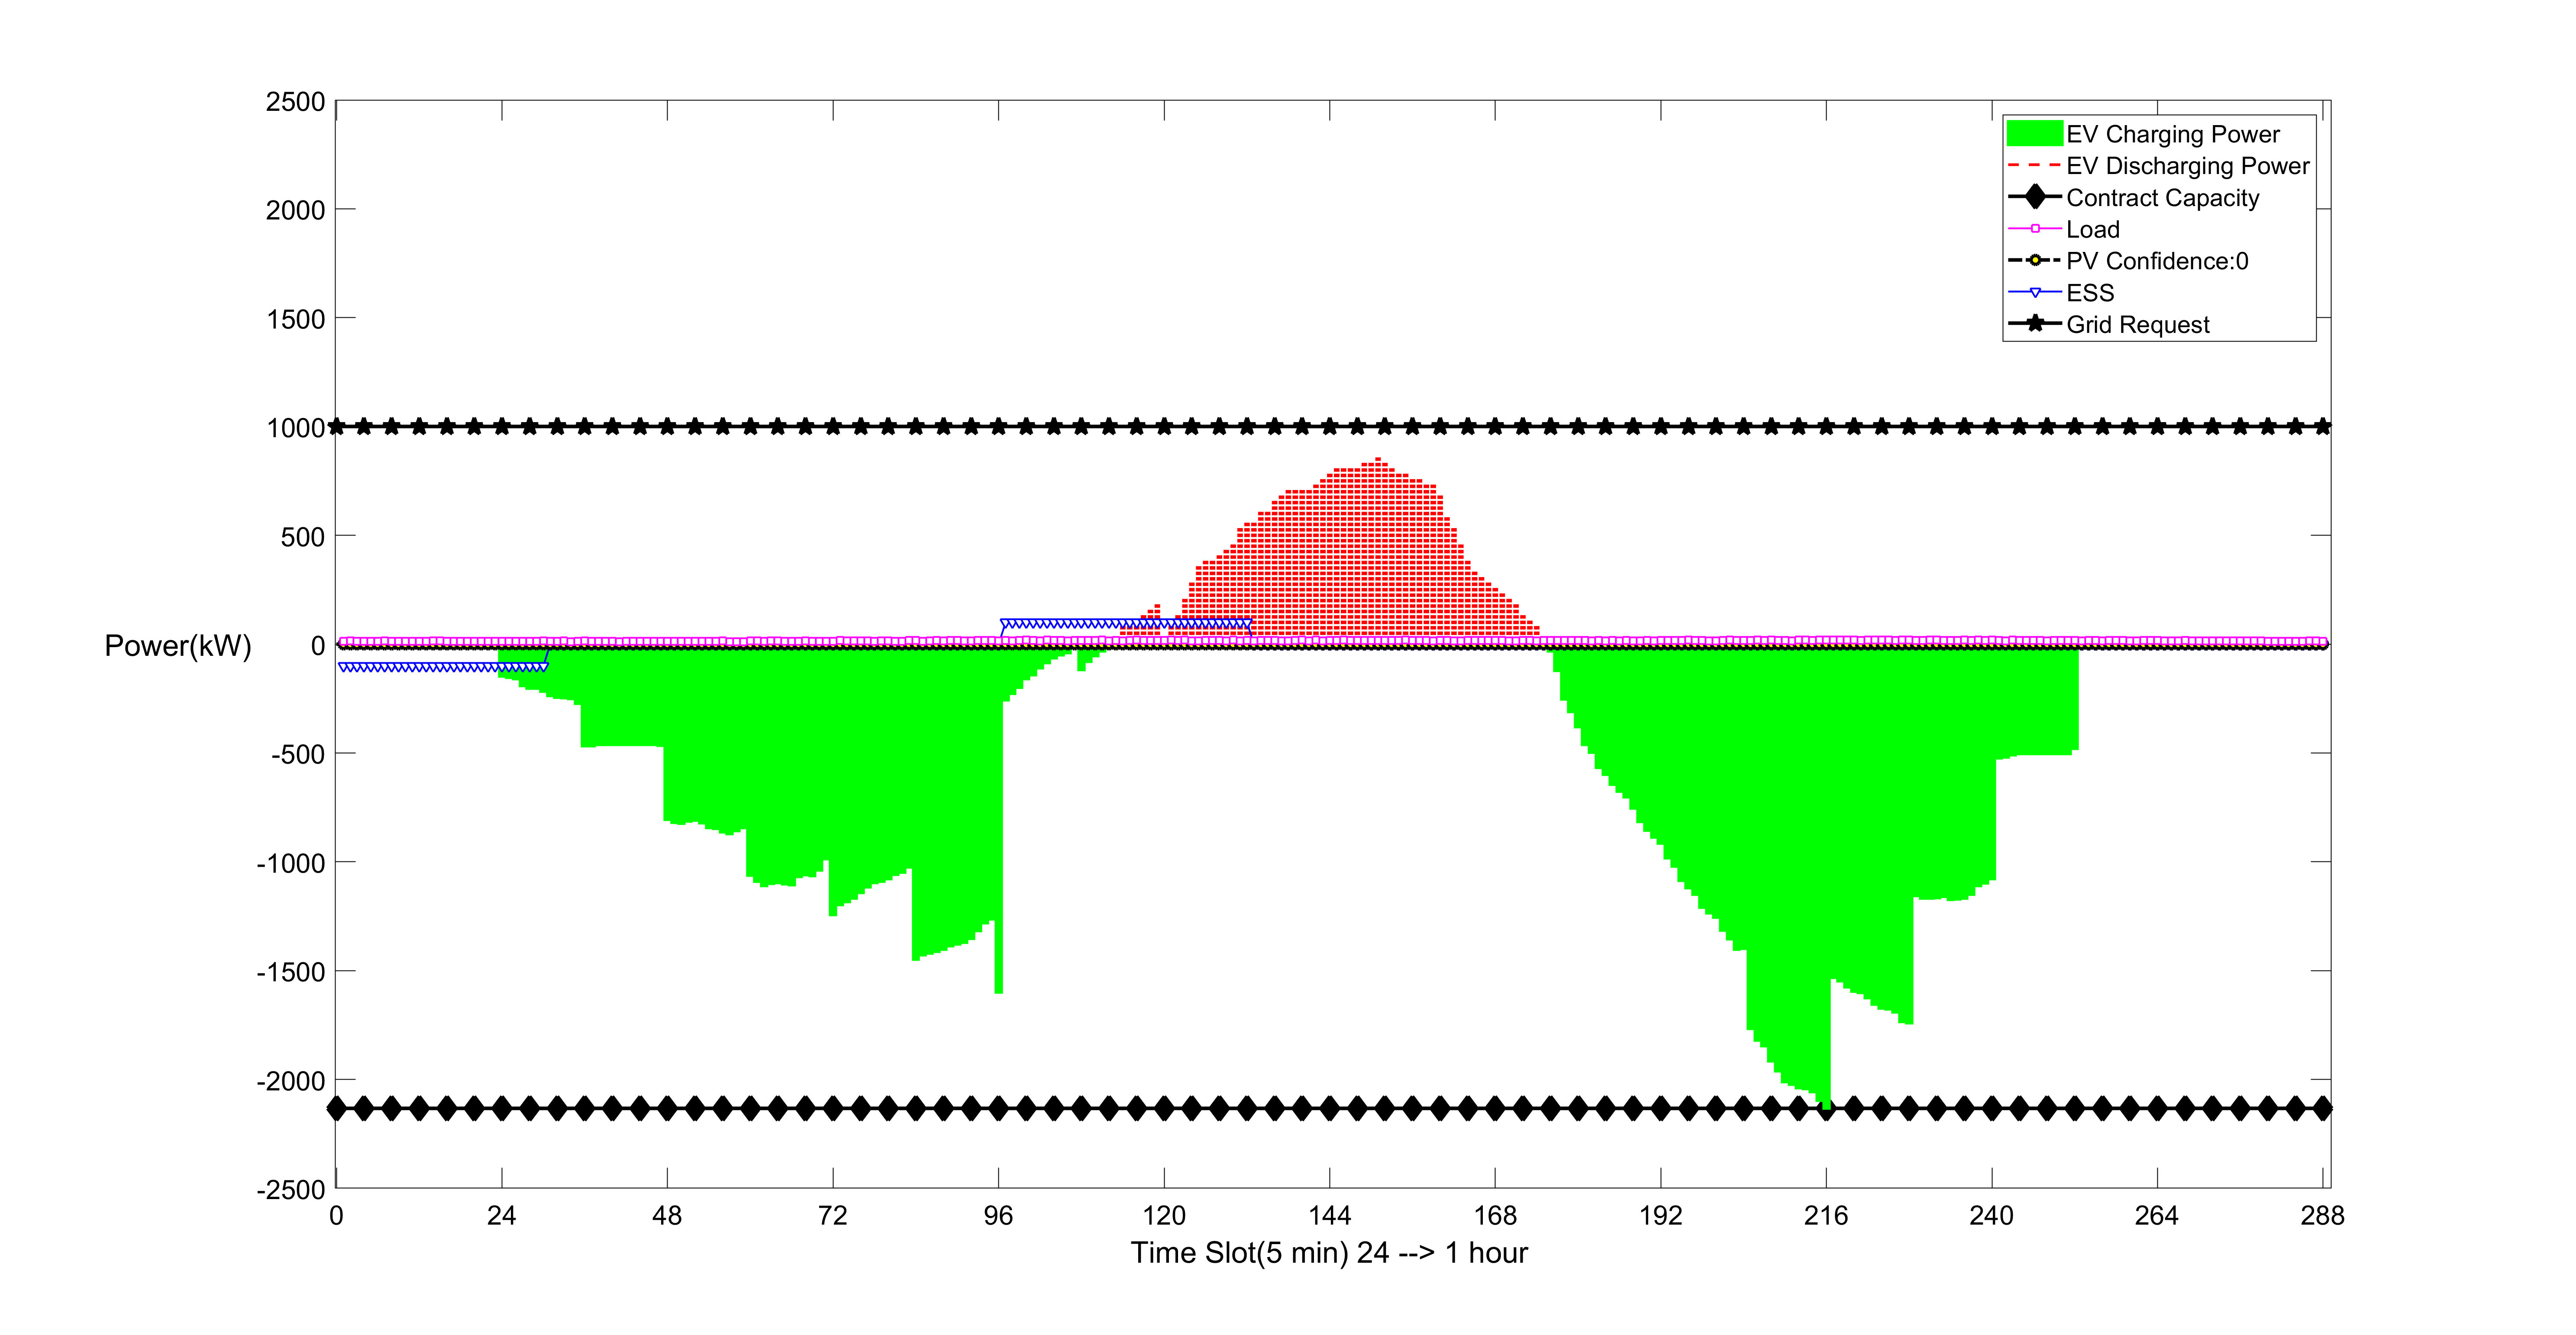 2500
2000
1500
1000
500
0
-500
-1000
-1500
-2000
-2500
Power(kW)
EV Charging Power
EV Discharging Power
Contract Capacity
Load
PV Confidence:0
ESS
Grid Request
0 24 48 72 96 120 144 168 192 216 240 264 288
Time Slot(5 min) 24 --> 1 hour